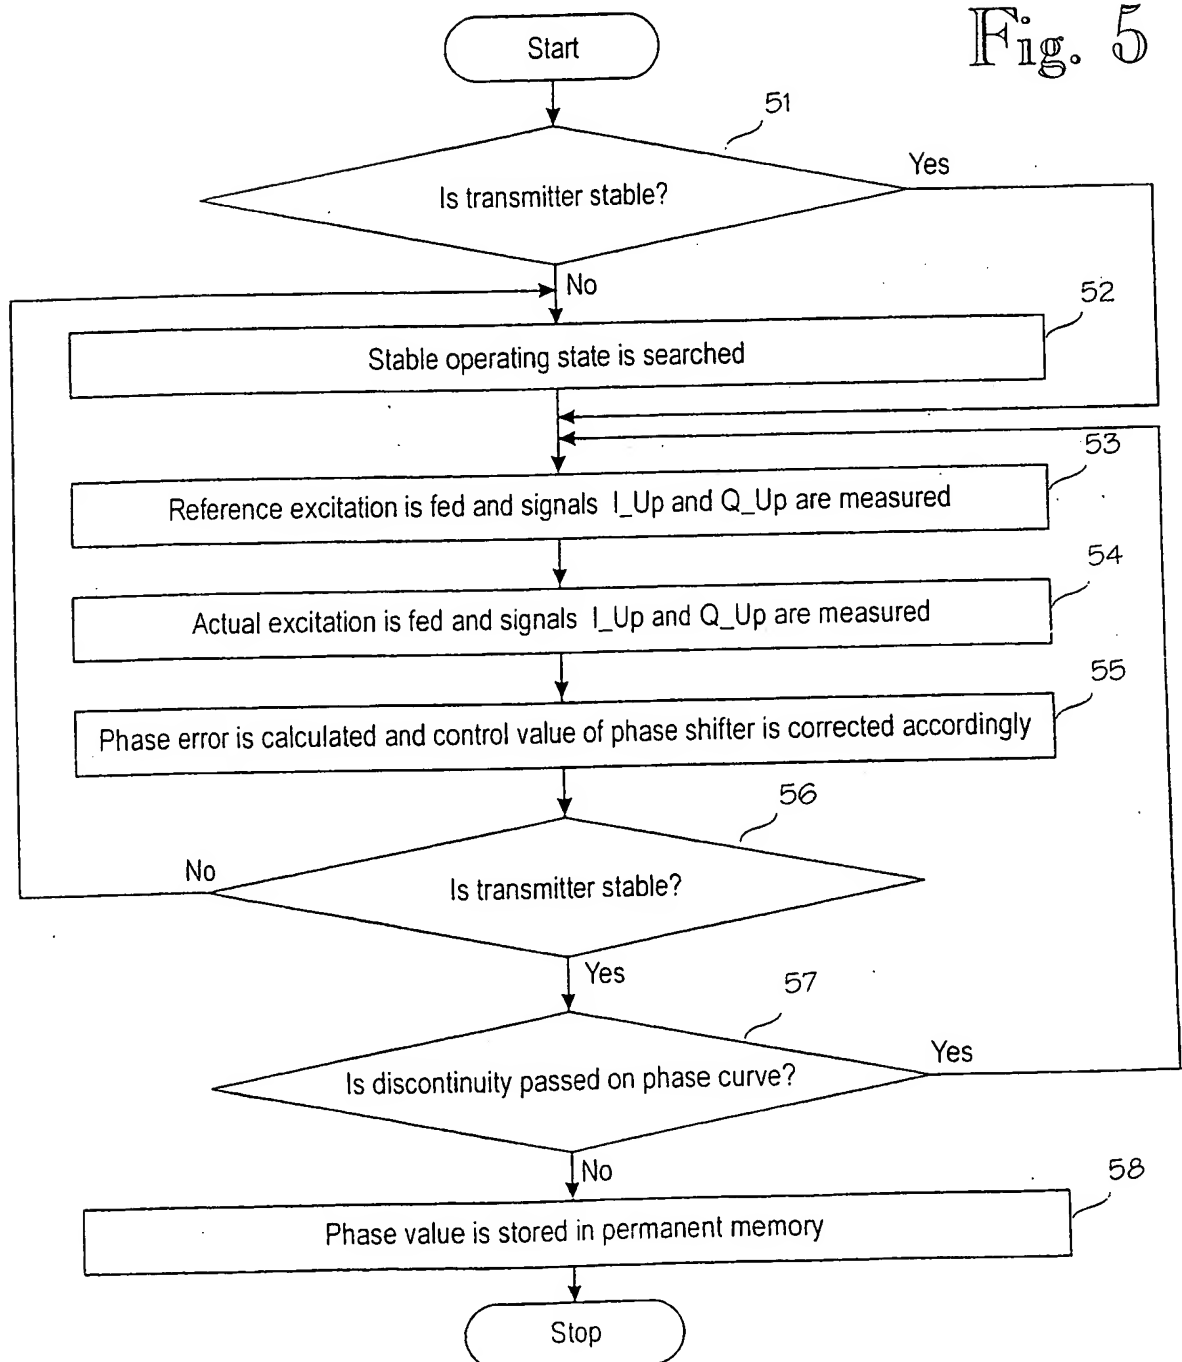 Fig. 5
Start
51
Is transmitter stable?
Yes
No
52
Stable operating state is searched
53
Reference excitation is fed and signals I_Up and Q_Up are measured
54
Actual excitation is fed and signals I_Up and Q_Up are measured
55
Phase error is calculated and control value of phase shifter is corrected accordingly
56
No
Is transmitter stable?
Yes
57
Is discontinuity passed on phase curve?
Yes
No
58
Phase value is stored in permanent memory
Stop